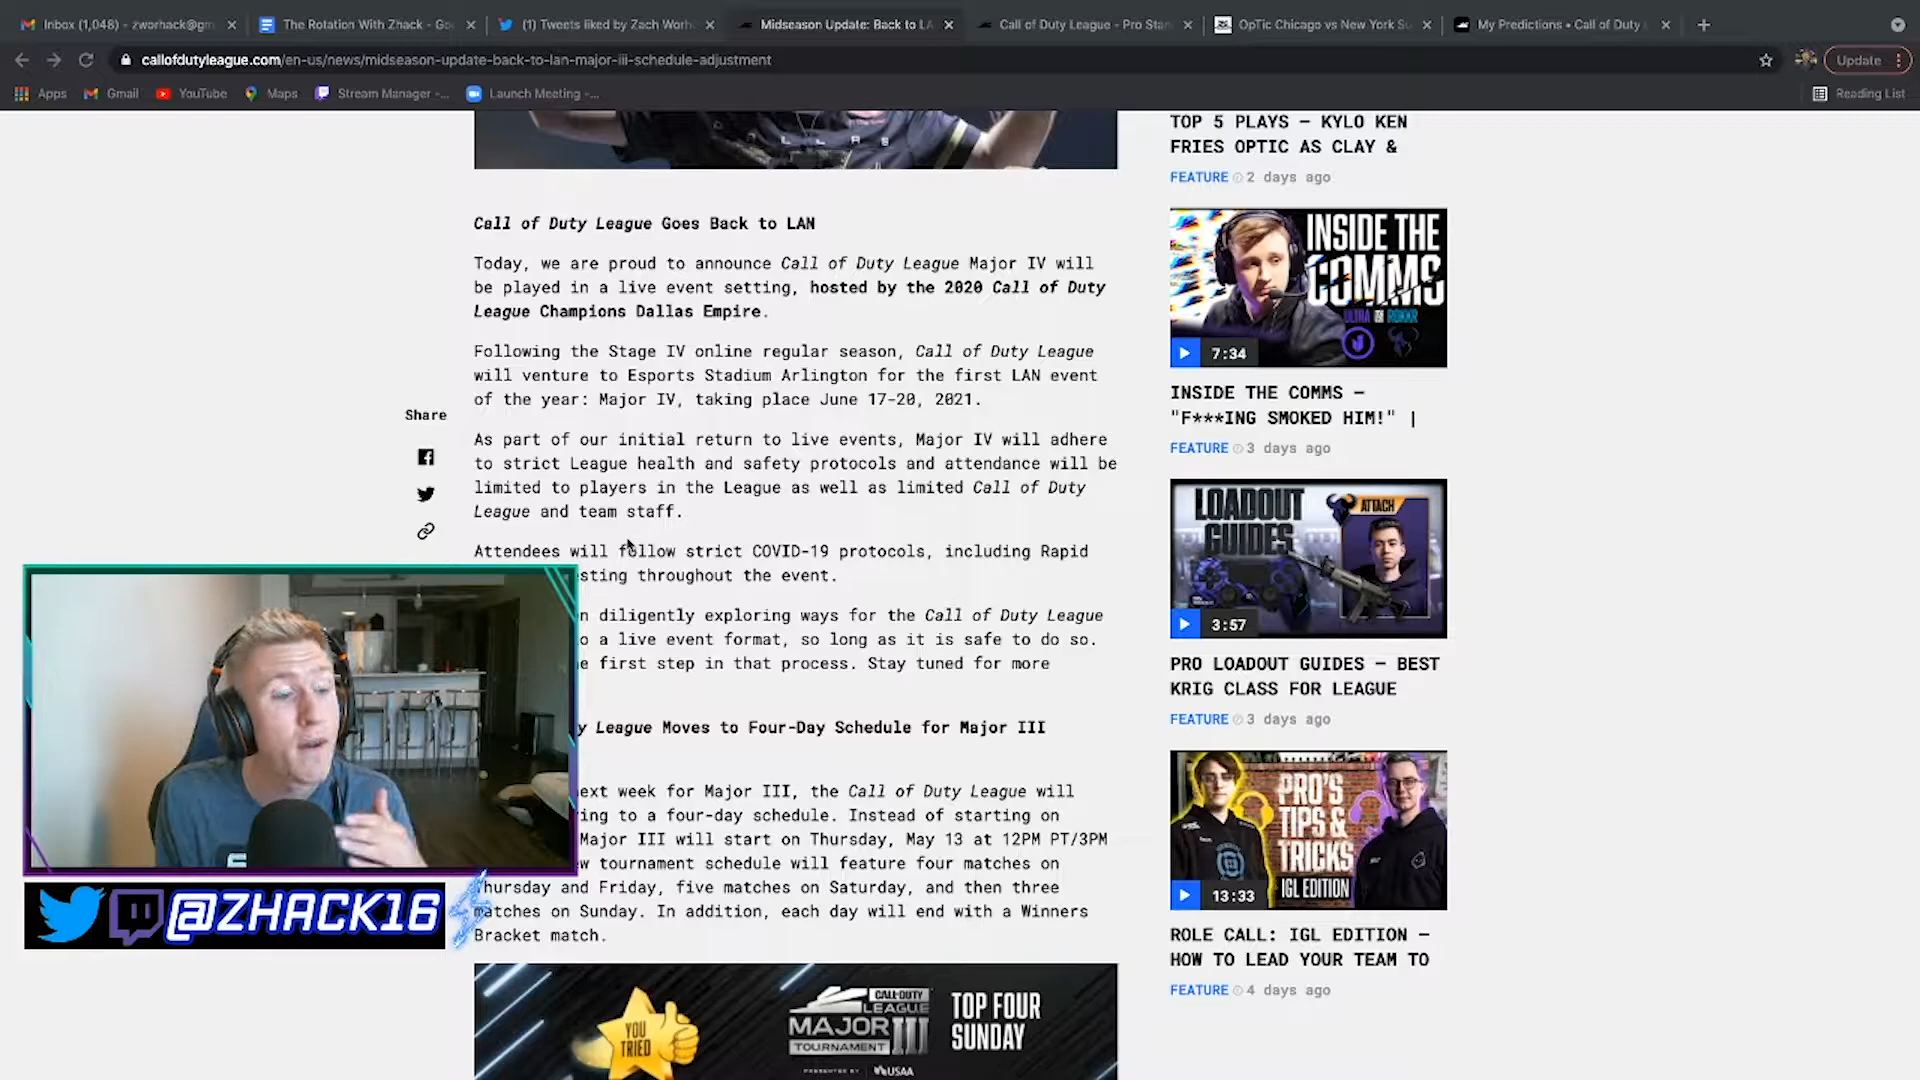 Inbox (1,048) - zworhack@gm
The Rotation With Zhack - Go
(1) Tweets liked by Zach Worh
Midseason Update: Back to LA
Call of Duty League - Pro Stan
OpTic Chicago vs New York Su
My Predictions • Call of Duty
callofdutyleague.com/en-us/news/midseason-update-back-to-lan-major-iii-schedule-adjustment
Update
Apps
Gmail
YouTube
Maps
Stream Manager -...
Launch Meeting -...
Reading List
Call of Duty League Goes Back to LAN
Today, we are proud to announce Call of Duty League Major IV will
be played in a live event setting, hosted by the 2020 Call of Duty
League Champions Dallas Empire.
Following the Stage IV online regular season, Call of Duty League
will venture to Esports Stadium Arlington for the first LAN event
of the year: Major IV, taking place June 17-20, 2021.
Share
As part of our initial return to live events, Major IV will adhere
to strict League health and safety protocols and attendance will be
limited to players in the League as well as limited Call of Duty
League and team staff.
Attendees will follow strict COVID-19 protocols, including Rapid
sting throughout the event.
n diligently exploring ways for the Call of Duty League
o a live event format, so long as it is safe to do so.
e first step in that process. Stay tuned for more
y League Moves to Four-Day Schedule for Major III
ext week for Major III, the Call of Duty League will
ing to a four-day schedule. Instead of starting on
Major III will start on Thursday, May 13 at 12PM PT/3PM
w tournament schedule will feature four matches on
Thursday and Friday, five matches on Saturday, and then three
matches on Sunday. In addition, each day will end with a Winners
Bracket match.
@ZHACK16
YOU
TRIED
CALL OF DUTY
LEAGUE
MAJOR III
TOURNAMENT
PRESENTED BY USAA
TOP FOUR
SUNDAY
TOP 5 PLAYS – KYLO KEN
FRIES OPTIC AS CLAY &
FEATURE 2 days ago
INSIDE THE
COMMS
ULTRA VS ROKKR
7:34
INSIDE THE COMMS –
"F***ING SMOKED HIM!" |
FEATURE 3 days ago
LOADOUT
GUIDES
ATTACH
3:57
PRO LOADOUT GUIDES – BEST
KRIG CLASS FOR LEAGUE
FEATURE 3 days ago
PRO'S
TIPS &
TRICKS
IGL EDITION
13:33
ROLE CALL: IGL EDITION –
HOW TO LEAD YOUR TEAM TO
FEATURE 4 days ago